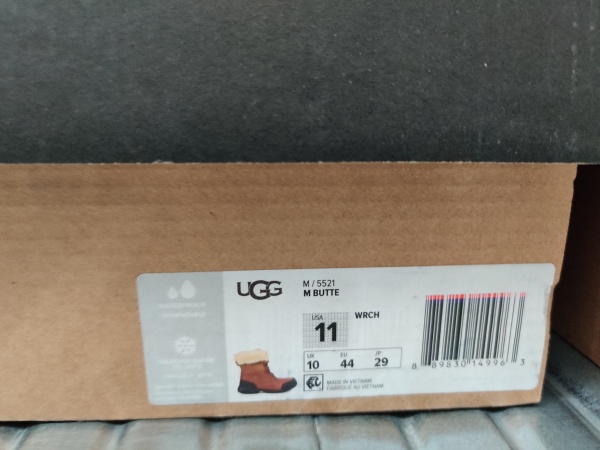 UGG
M / 5521
M BUTTE
USA
11
WRCH
UK EU JP
10 44 29
MADE IN VIETNAM
FABRIQUÉ AU VIETNAM
8 89830 14996 3